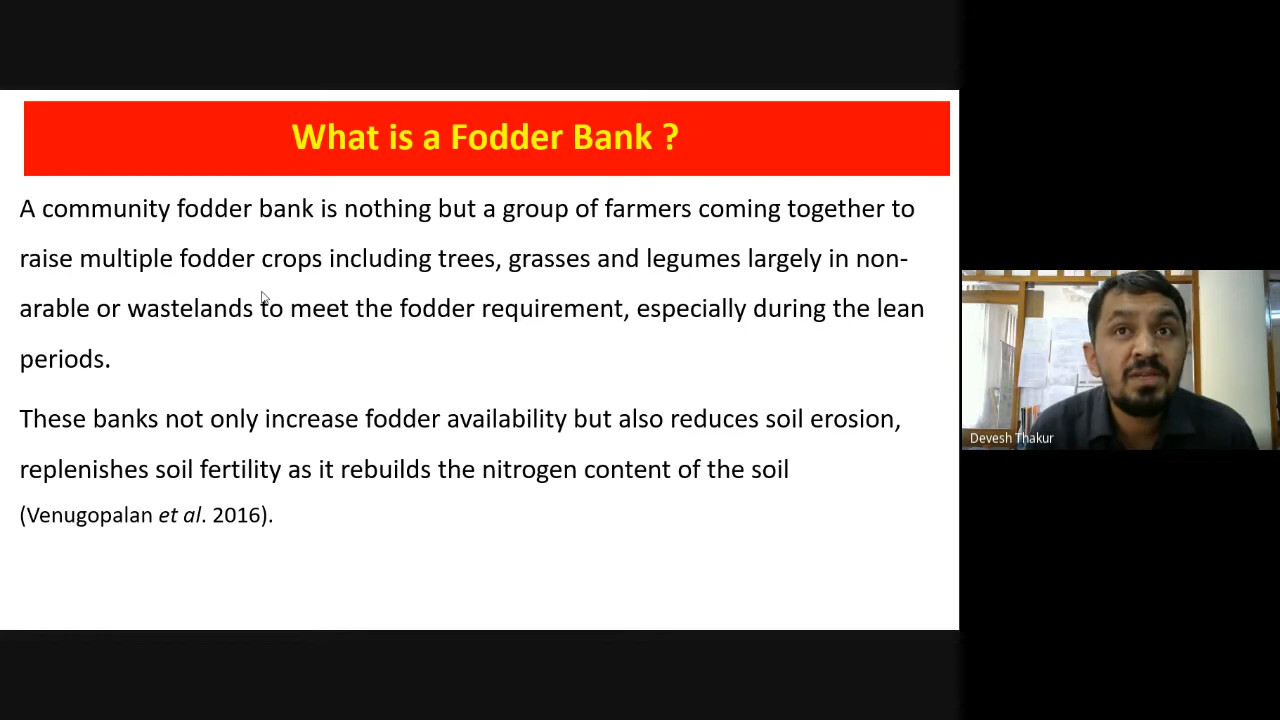 What is a Fodder Bank ?
A community fodder bank is nothing but a group of farmers coming together to
raise multiple fodder crops including trees, grasses and legumes largely in non-
arable or wastelands to meet the fodder requirement, especially during the lean
periods.
These banks not only increase fodder availability but also reduces soil erosion,
replenishes soil fertility as it rebuilds the nitrogen content of the soil
(Venugopalan et al. 2016).
Devesh Thakur